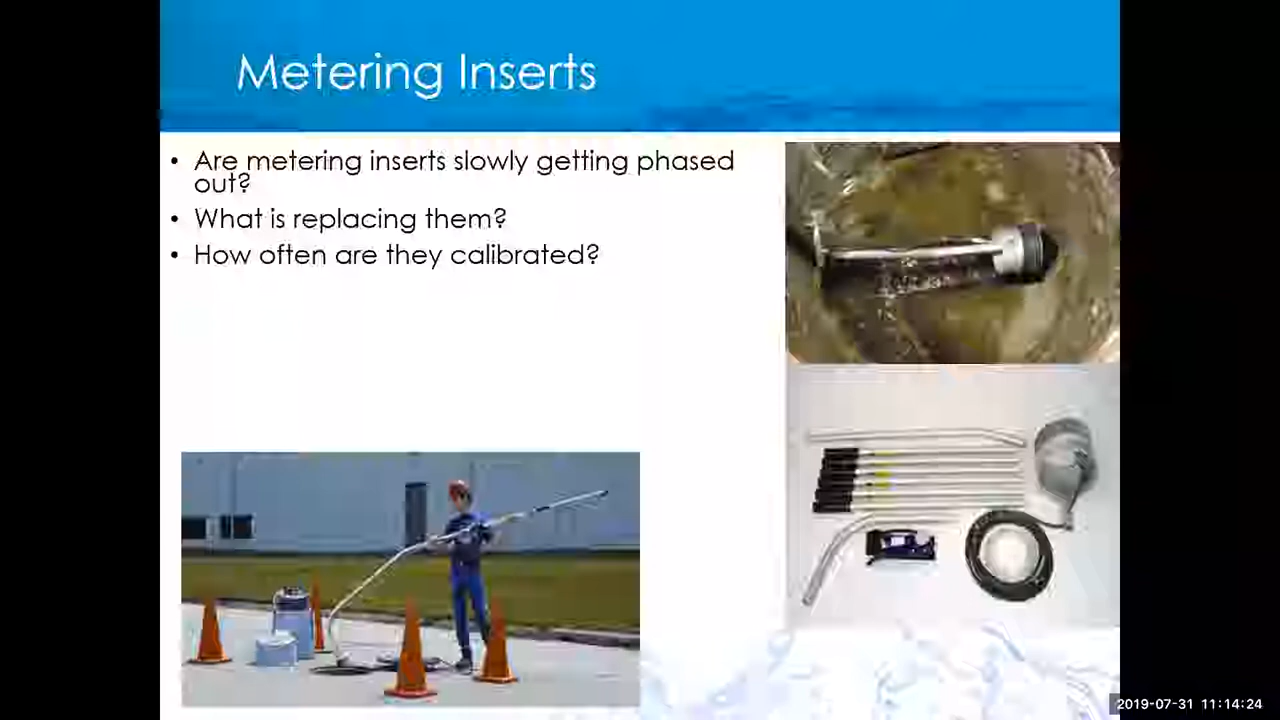 Metering Inserts
• Are metering inserts slowly getting phased
out?
• What is replacing them?
• How often are they calibrated?
2019-07-31 11:14:24